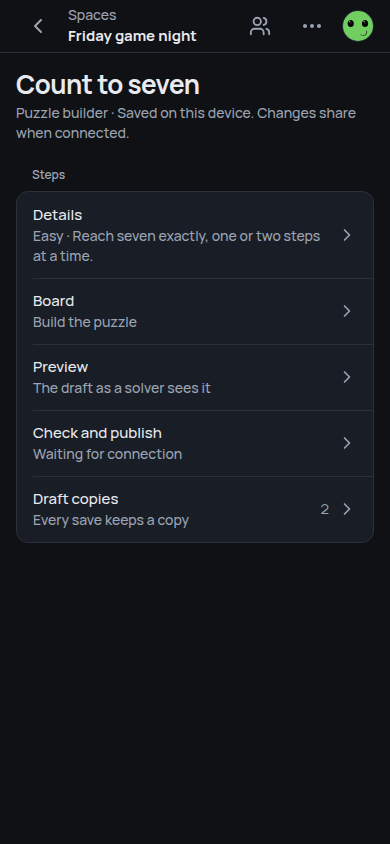 Spaces
Friday game night
Count to seven
Puzzle builder · Saved on this device. Changes share
when connected.
Steps
Details
Easy · Reach seven exactly, one or two steps
at a time.
Board
Build the puzzle
Preview
The draft as a solver sees it
Check and publish
Waiting for connection
Draft copies
Every save keeps a copy
2